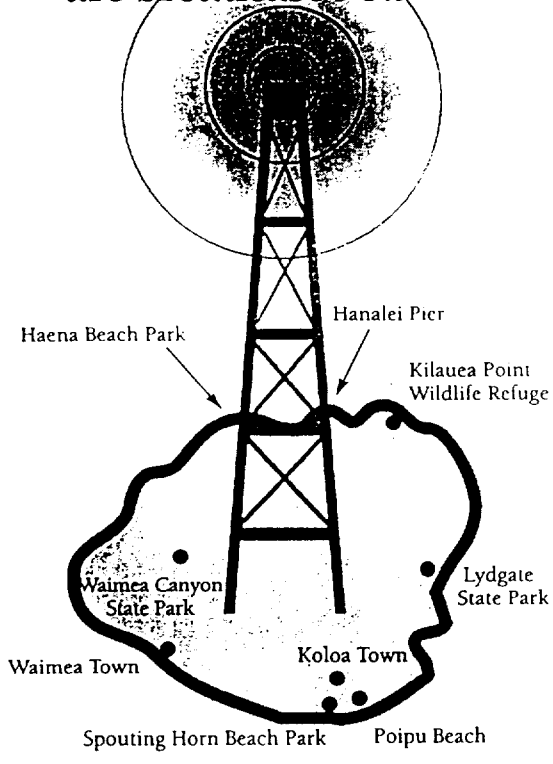 Hanalei Pier
Haena Beach Park
Kilauea Point
Wildlife Refuge
Waimea Canyon
State Park
Lydgate
State Park
Waimea Town
Koloa Town
Spouting Horn Beach Park
Poipu Beach